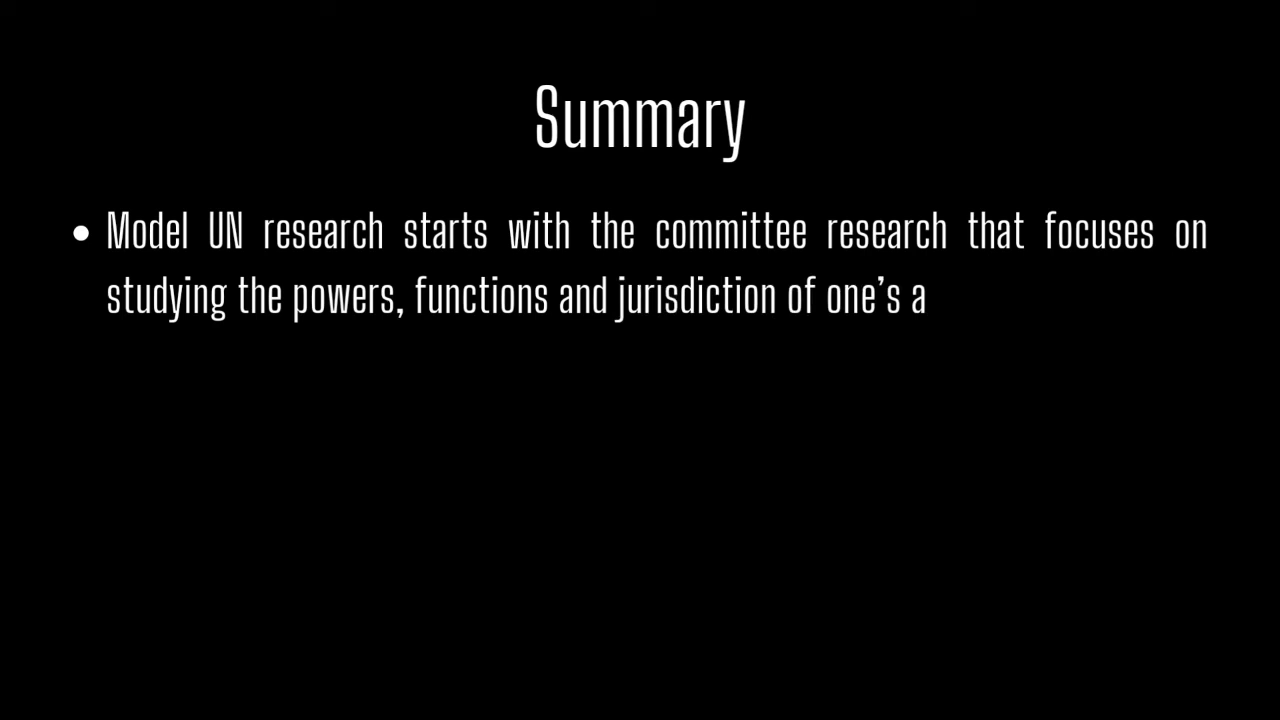 Summary
• Model UN research starts with the committee research that focuses on
studying the powers, functions and jurisdiction of one’s a